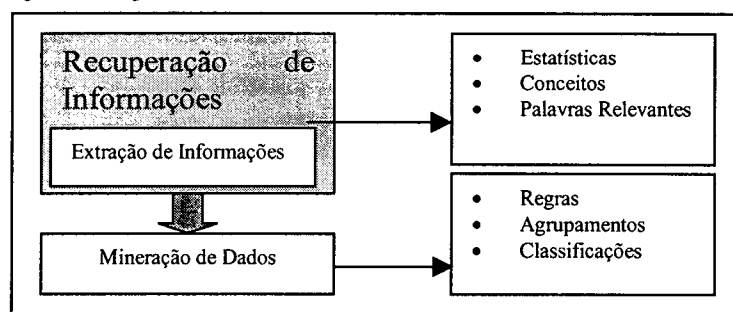 Recuperação de
Informações
Extração de Informações
Mineração de Dados
• Estatísticas
• Conceitos
• Palavras Relevantes
• Regras
• Agrupamentos
• Classificações